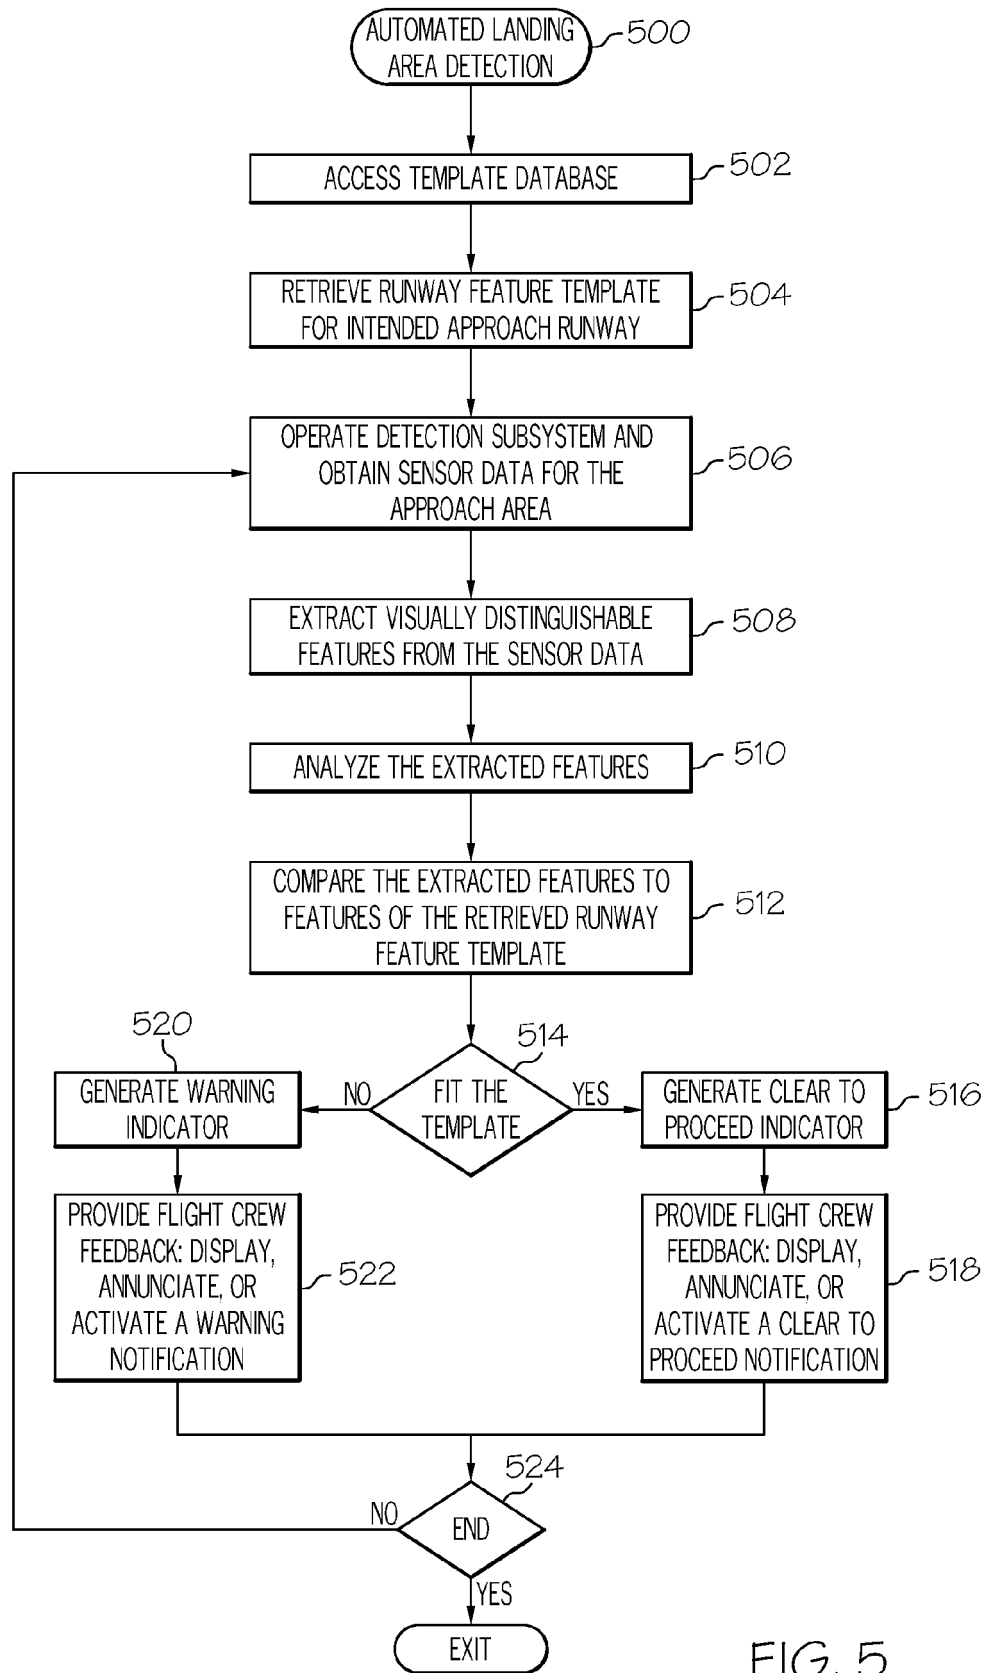 AUTOMATED LANDING
AREA DETECTION
500
ACCESS TEMPLATE DATABASE
502
RETRIEVE RUNWAY FEATURE TEMPLATE
FOR INTENDED APPROACH RUNWAY
504
OPERATE DETECTION SUBSYSTEM AND
OBTAIN SENSOR DATA FOR THE
APPROACH AREA
506
EXTRACT VISUALLY DISTINGUISHABLE
FEATURES FROM THE SENSOR DATA
508
ANALYZE THE EXTRACTED FEATURES
510
COMPARE THE EXTRACTED FEATURES TO
FEATURES OF THE RETRIEVED RUNWAY
FEATURE TEMPLATE
512
FIT THE
TEMPLATE
514
NO
YES
520
GENERATE WARNING
INDICATOR
GENERATE CLEAR TO
PROCEED INDICATOR
516
PROVIDE FLIGHT CREW
FEEDBACK: DISPLAY,
ANNUNCIATE, OR
ACTIVATE A WARNING
NOTIFICATION
522
PROVIDE FLIGHT CREW
FEEDBACK: DISPLAY,
ANNUNCIATE, OR
ACTIVATE A CLEAR TO
PROCEED NOTIFICATION
518
END
524
NO
YES
EXIT
FIG. 5